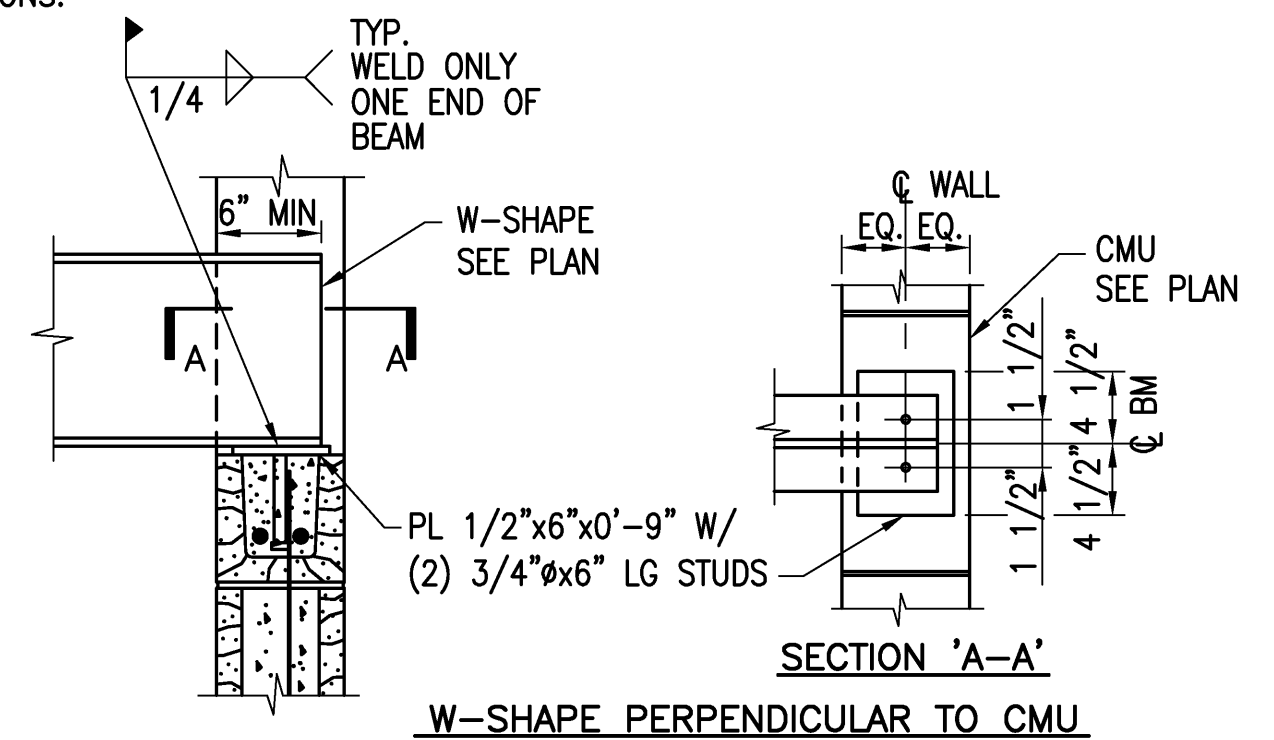 ONS.
TYP.
WELD ONLY
ONE END OF
BEAM
1/4
6" MIN
W-SHAPE
SEE PLAN
A
A
PL 1/2"x6"x0'-9" W/
(2) 3/4"øx6" LG STUDS
℄ WALL
EQ.
EQ.
CMU
SEE PLAN
1 1/2"
4 1/2"
℄ BM
1 1/2"
4 1/2"
SECTION 'A-A'
W-SHAPE PERPENDICULAR TO CMU